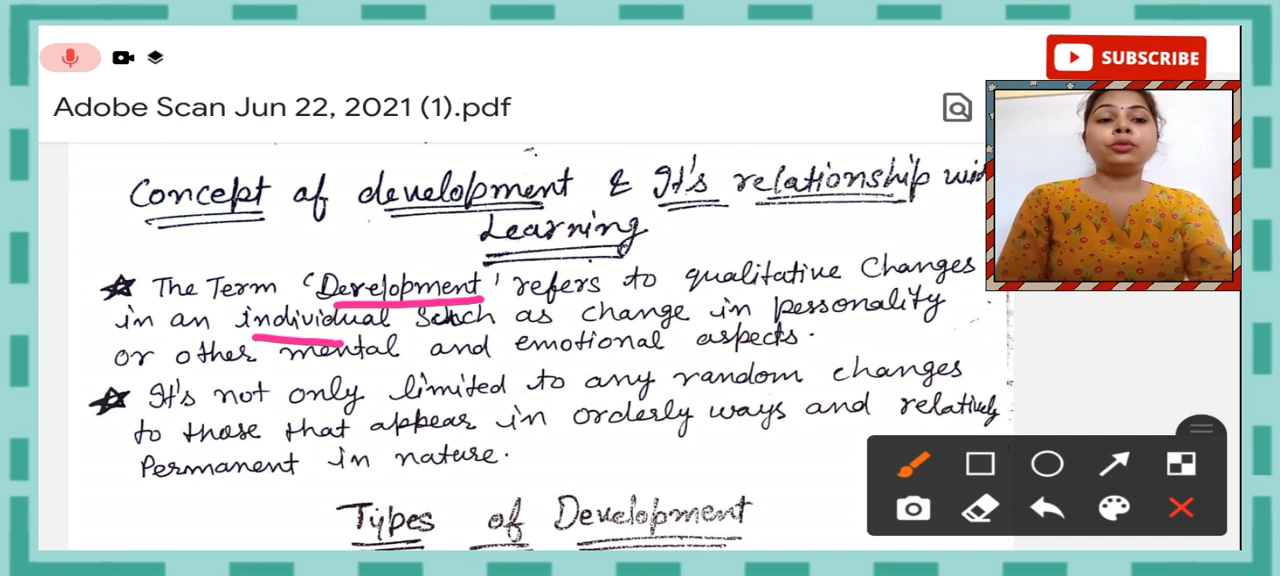 SUBSCRIBE
Adobe Scan Jun 22, 2021 (1).pdf
Concept of development & It's relationship with
Learning
The Term 'Development' refers to qualitative Changes
in an individual such as change in personality
or other mental and emotional aspects.
It's not only limited to any random changes
to those that appear in orderly ways and relatively
Permanent in nature.
Types of Development